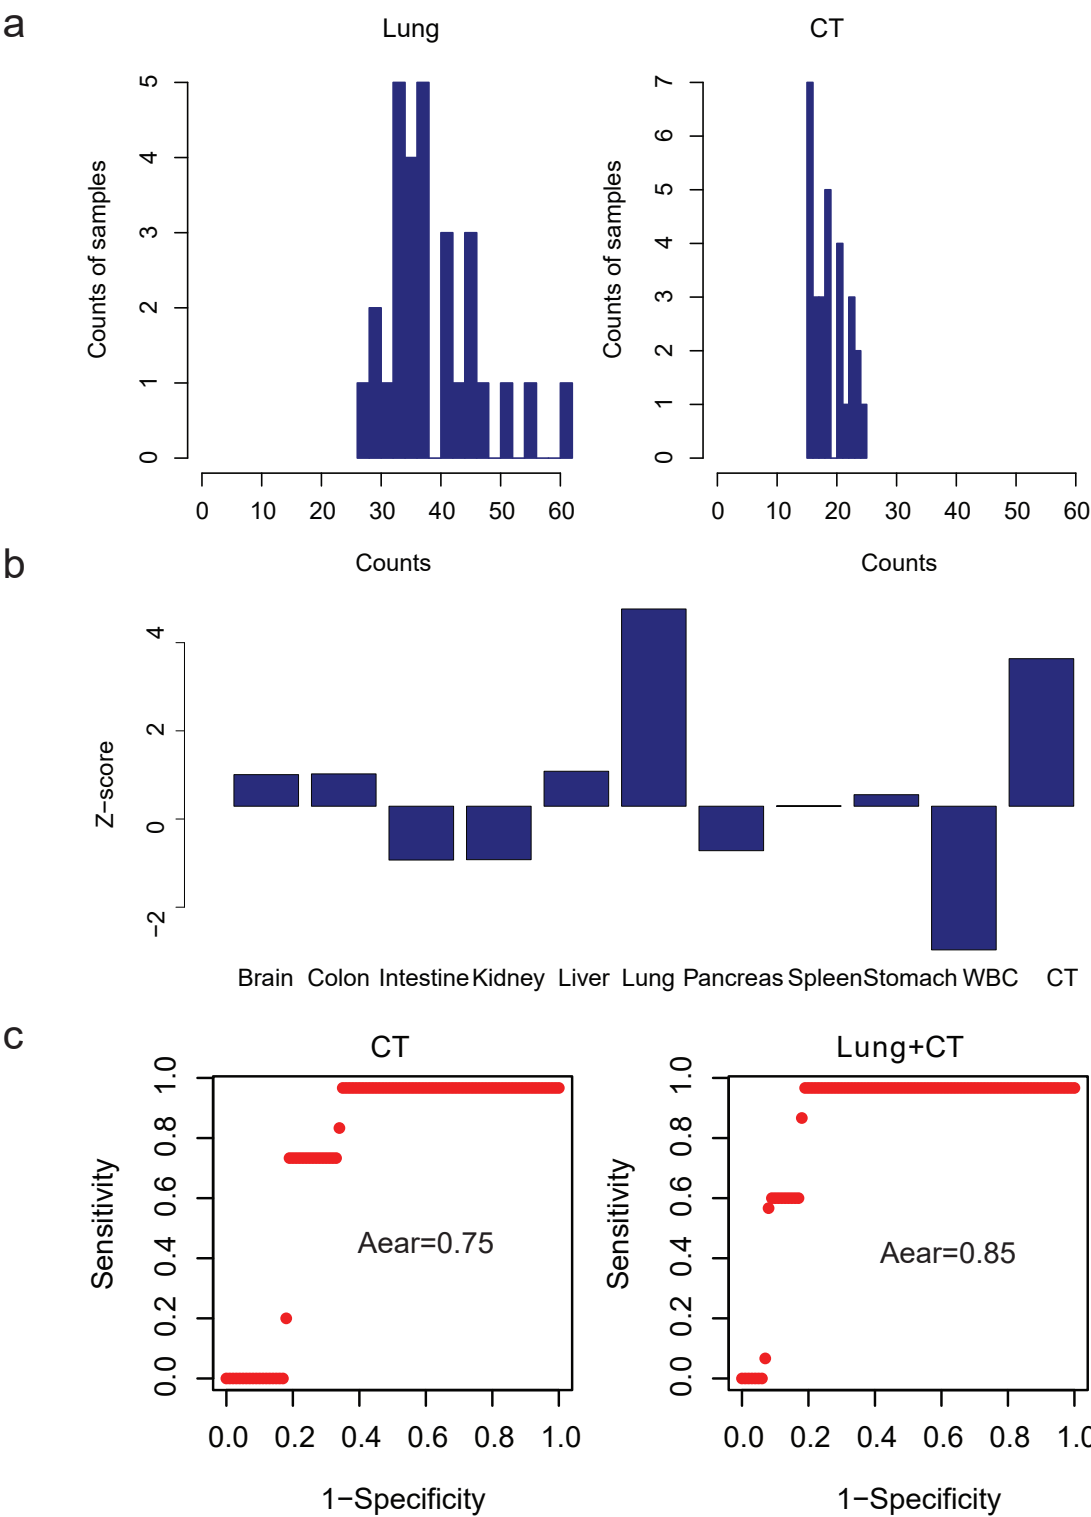 a
Lung
CT
Counts of samples
0 1 2 3 4 5
0 10 20 30 40 50 60
Counts
Counts of samples
0 1 2 3 4 5 6 7
0 10 20 30 40 50 60
Counts
b
Z−score
−2 0 2 4
Brain Colon Intestine Kidney Liver Lung Pancreas Spleen Stomach WBC CT
c
CT
Sensitivity
0.0 0.2 0.4 0.6 0.8 1.0
Aear=0.75
0.0 0.2 0.4 0.6 0.8 1.0
1−Specificity
Lung+CT
Sensitivity
0.0 0.2 0.4 0.6 0.8 1.0
Aear=0.85
0.0 0.2 0.4 0.6 0.8 1.0
1−Specificity